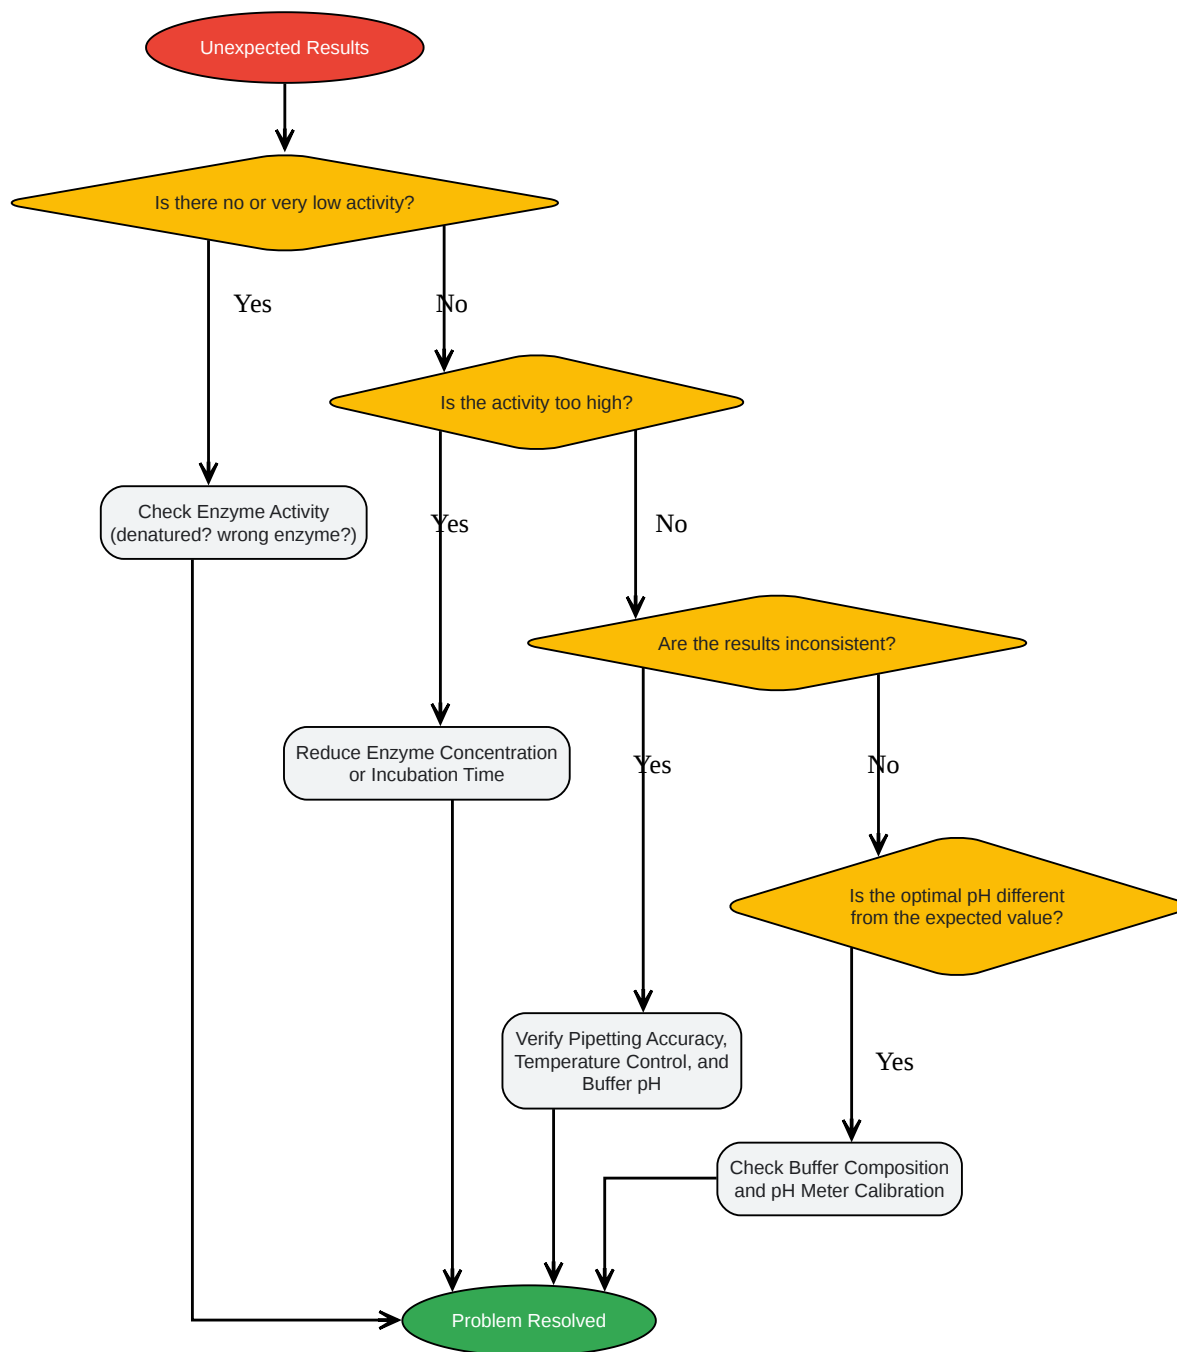 Unexpected Results
Is there no or very low activity?
Yes
No
Is the activity too high?
Check Enzyme Activity
(denatured? wrong enzyme?)
Yes
No
Are the results inconsistent?
Reduce Enzyme Concentration
or Incubation Time
Yes
No
Is the optimal pH different
from the expected value?
Verify Pipetting Accuracy,
Temperature Control, and
Buffer pH
Yes
Check Buffer Composition
and pH Meter Calibration
Problem Resolved